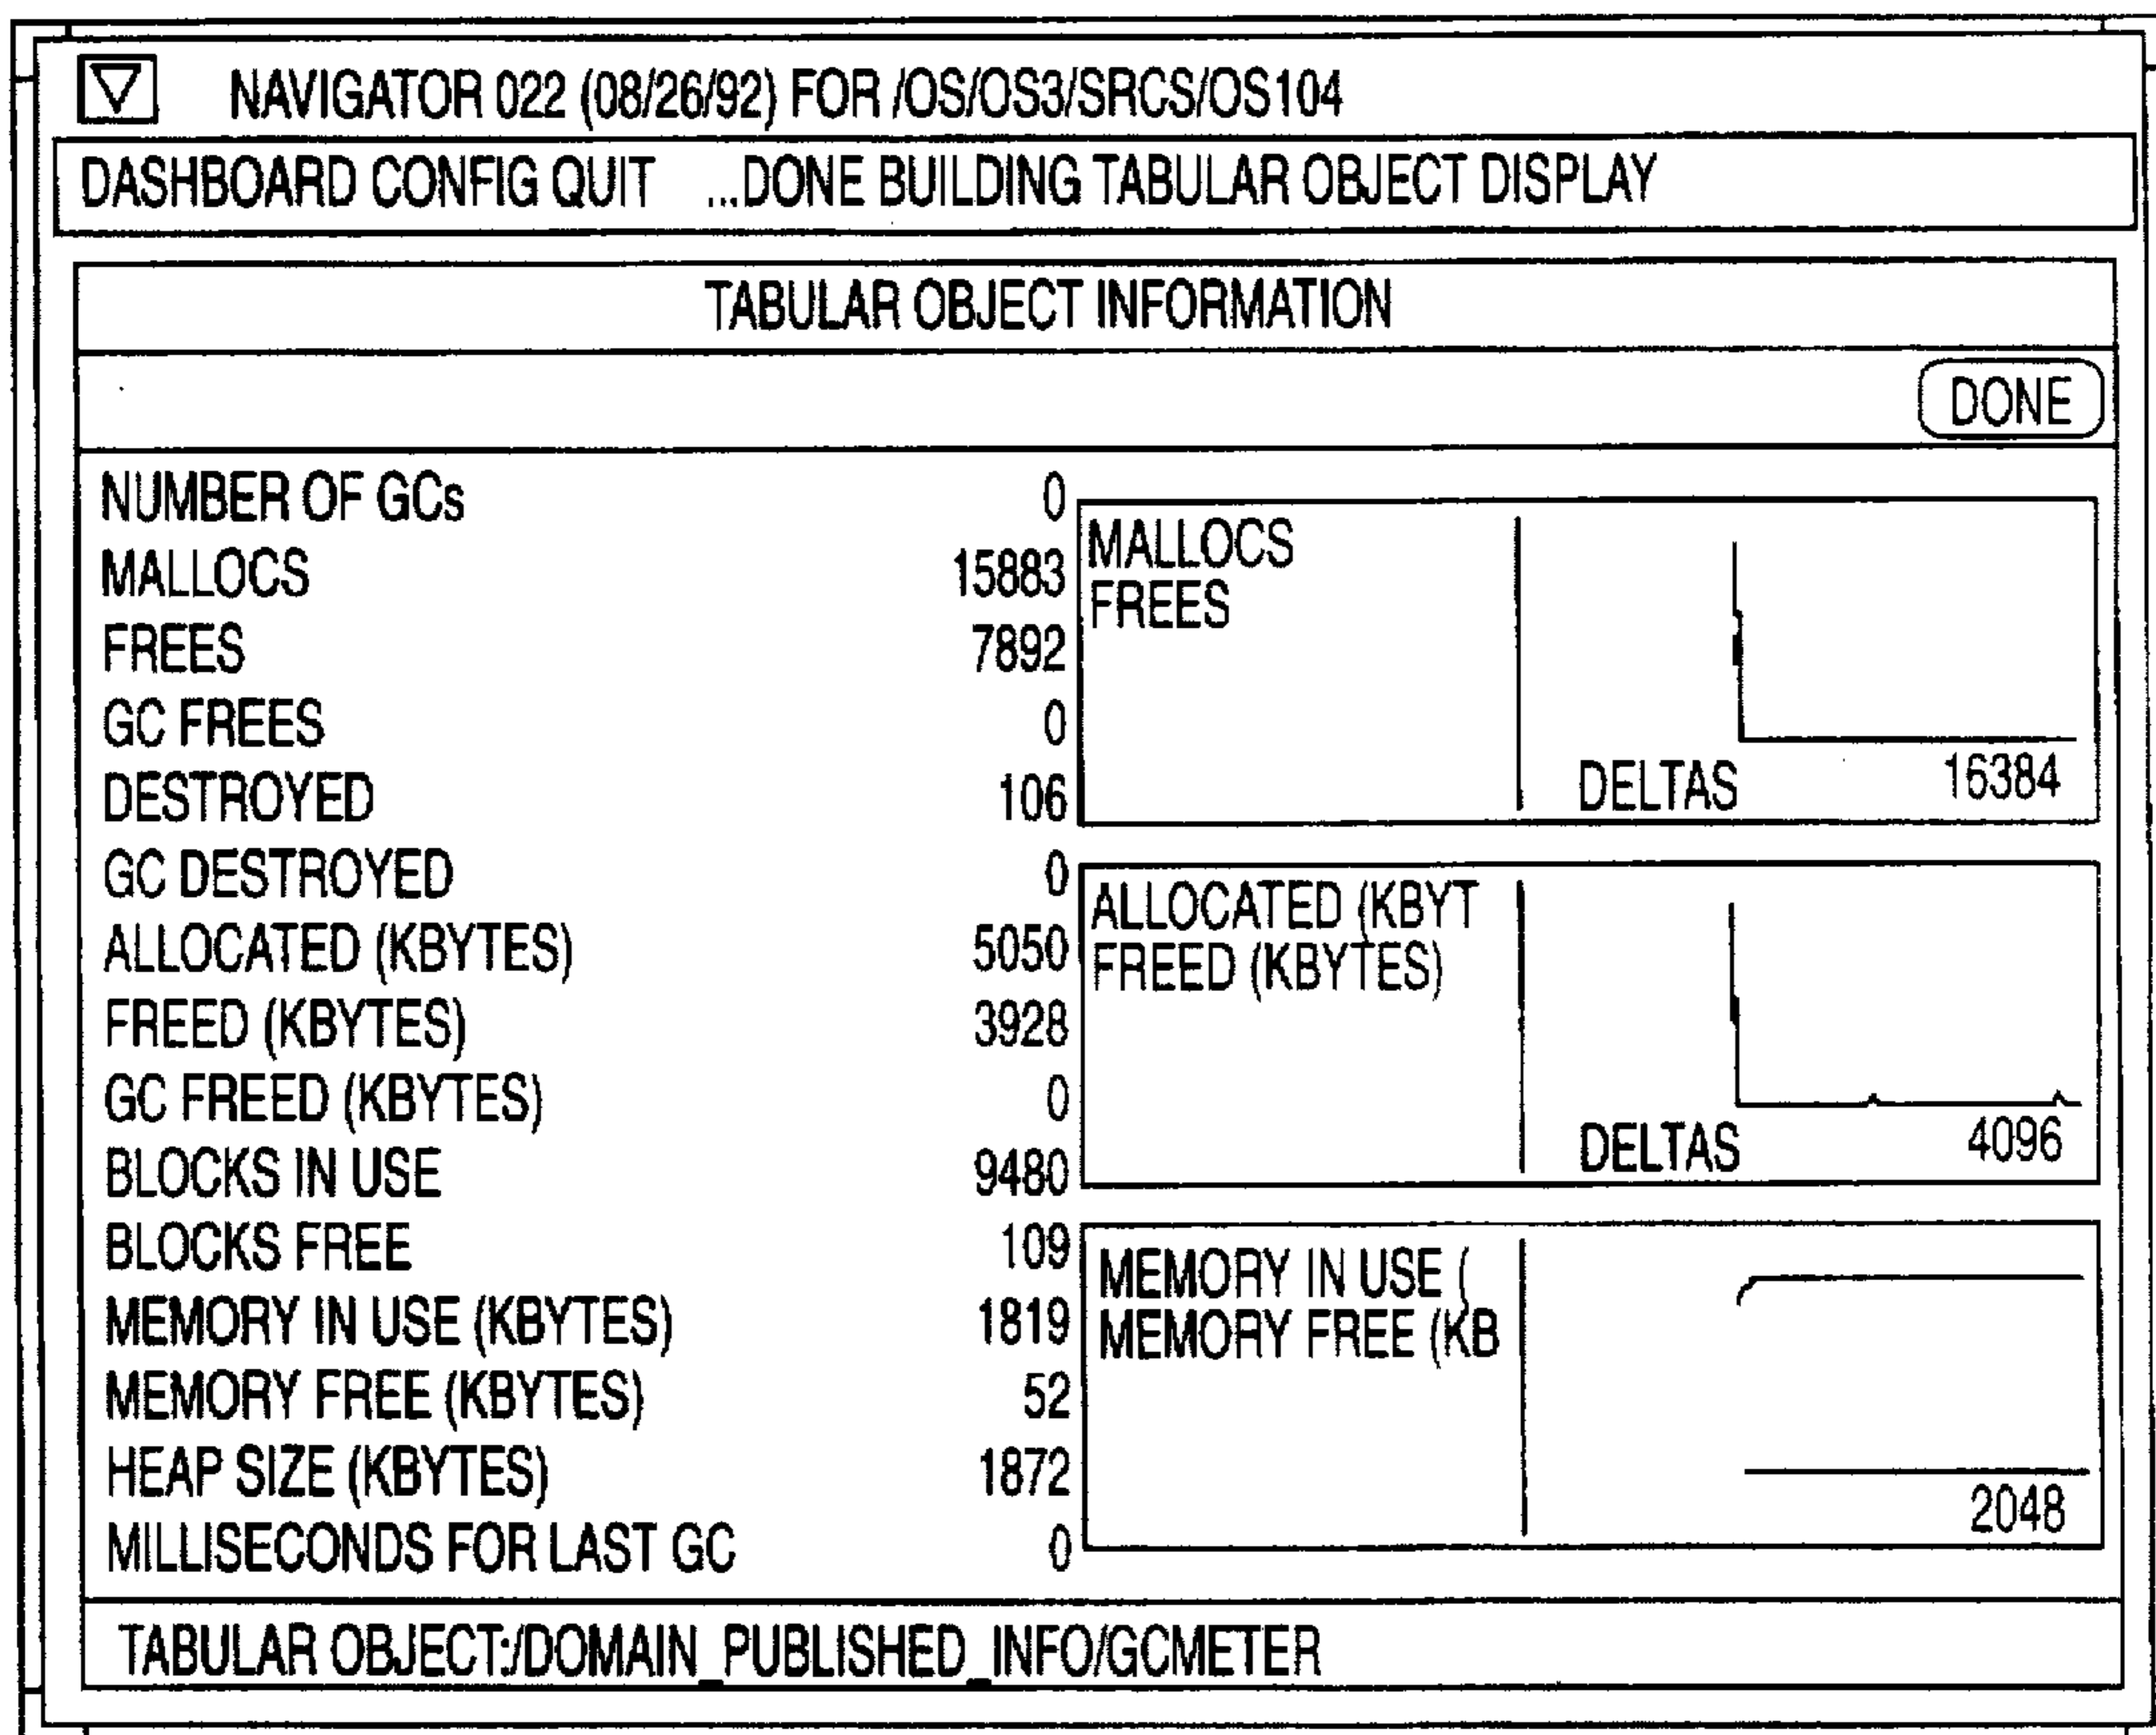 NAVIGATOR 022 (08/26/92) FOR /OS/OS3/SRCS/OS104
DASHBOARD CONFIG QUIT ...DONE BUILDING TABULAR OBJECT DISPLAY
TABULAR OBJECT INFORMATION
DONE
NUMBER OF GCs 0
MALLOCS 15883
FREES 7892
GC FREES 0
DESTROYED 106
GC DESTROYED 0
ALLOCATED (KBYTES) 5050
FREED (KBYTES) 3928
GC FREED (KBYTES) 0
BLOCKS IN USE 9480
BLOCKS FREE 109
MEMORY IN USE (KBYTES) 1819
MEMORY FREE (KBYTES) 52
HEAP SIZE (KBYTES) 1872
MILLISECONDS FOR LAST GC 0
MALLOCS
FREES
DELTAS 16384
ALLOCATED (KBYT
FREED (KBYTES)
DELTAS 4096
MEMORY IN USE (
MEMORY FREE (KB
2048
TABULAR OBJECT:/DOMAIN_PUBLISHED_INFO/GCMETER